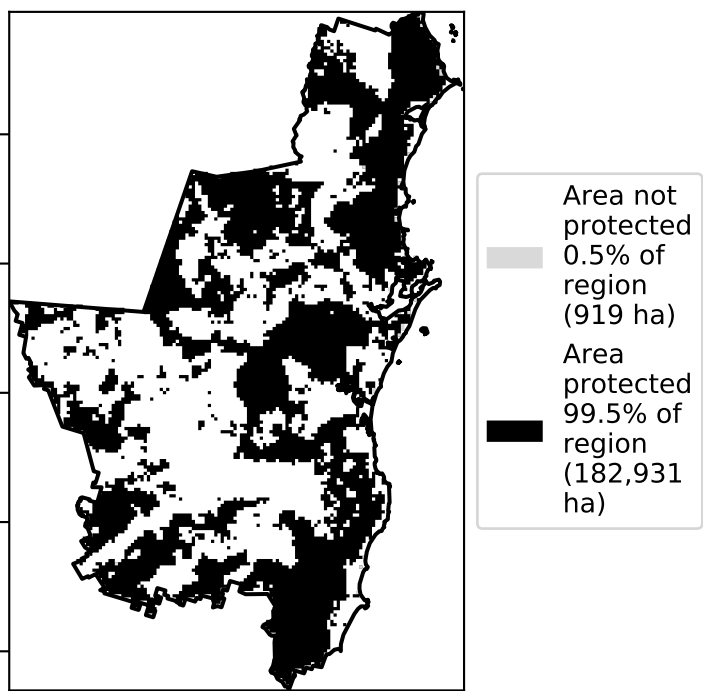 Area not
protected
0.5% of
region
(919 ha)
Area
protected
99.5% of
region
(182,931
ha)